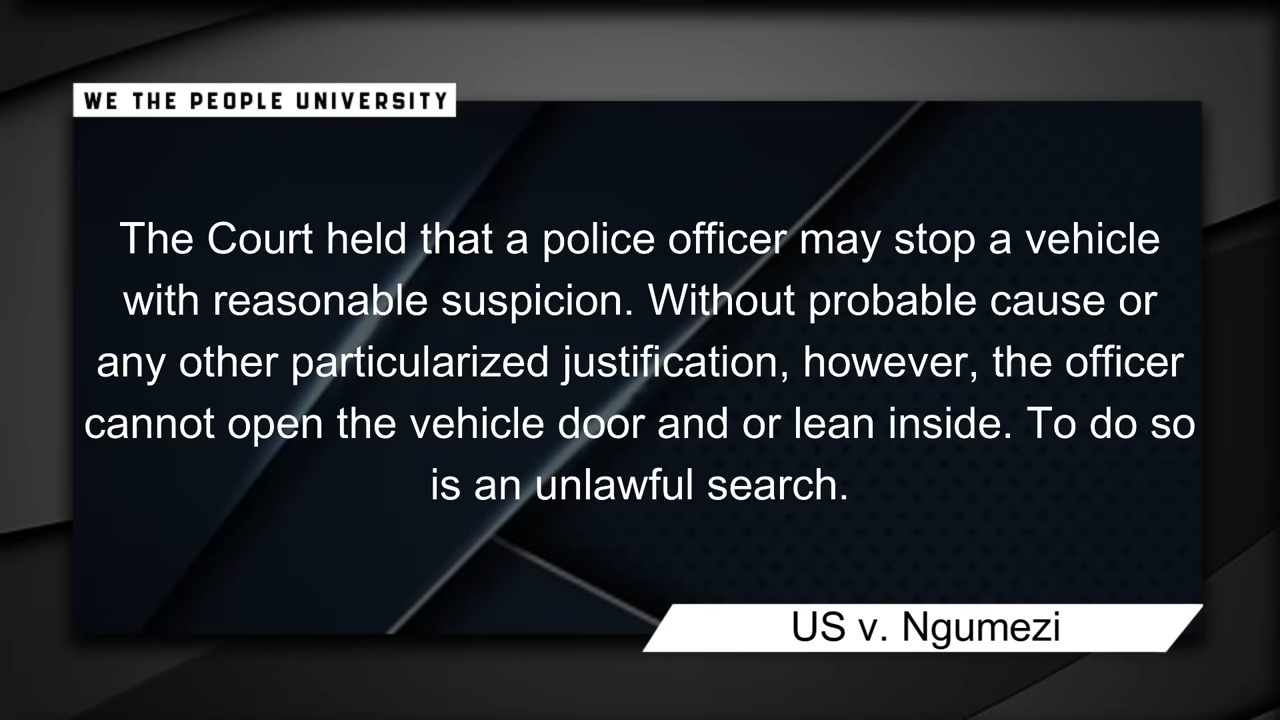 WE THE PEOPLE UNIVERSITY
The Court held that a police officer may stop a vehicle
with reasonable suspicion. Without probable cause or
any other particularized justification, however, the officer
cannot open the vehicle door and or lean inside. To do so
is an unlawful search.
US v. Ngumezi